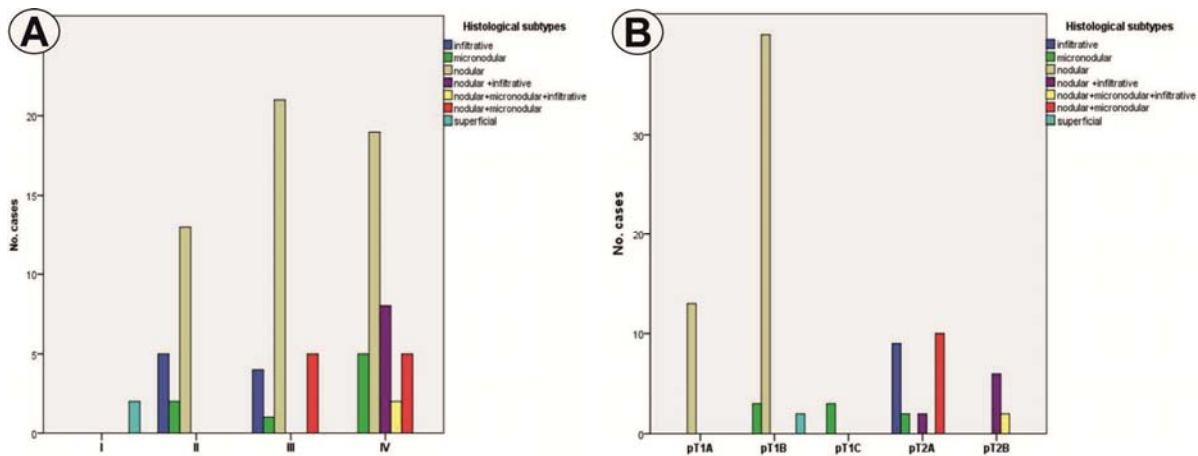 A
Histological subtypes
infiltrative
micronodular
nodular
nodular +infiltrative
nodular+micronodular+infiltrative
nodular+micronodular
superficial
No. cases
20
15
10
5
0
I
II
III
IV
B
Histological subtypes
infiltrative
micronodular
nodular
nodular +infiltrative
nodular+micronodular+infiltrative
nodular+micronodular
superficial
No. cases
30
20
10
0
pT1A
pT1B
pT1C
pT2A
pT2B